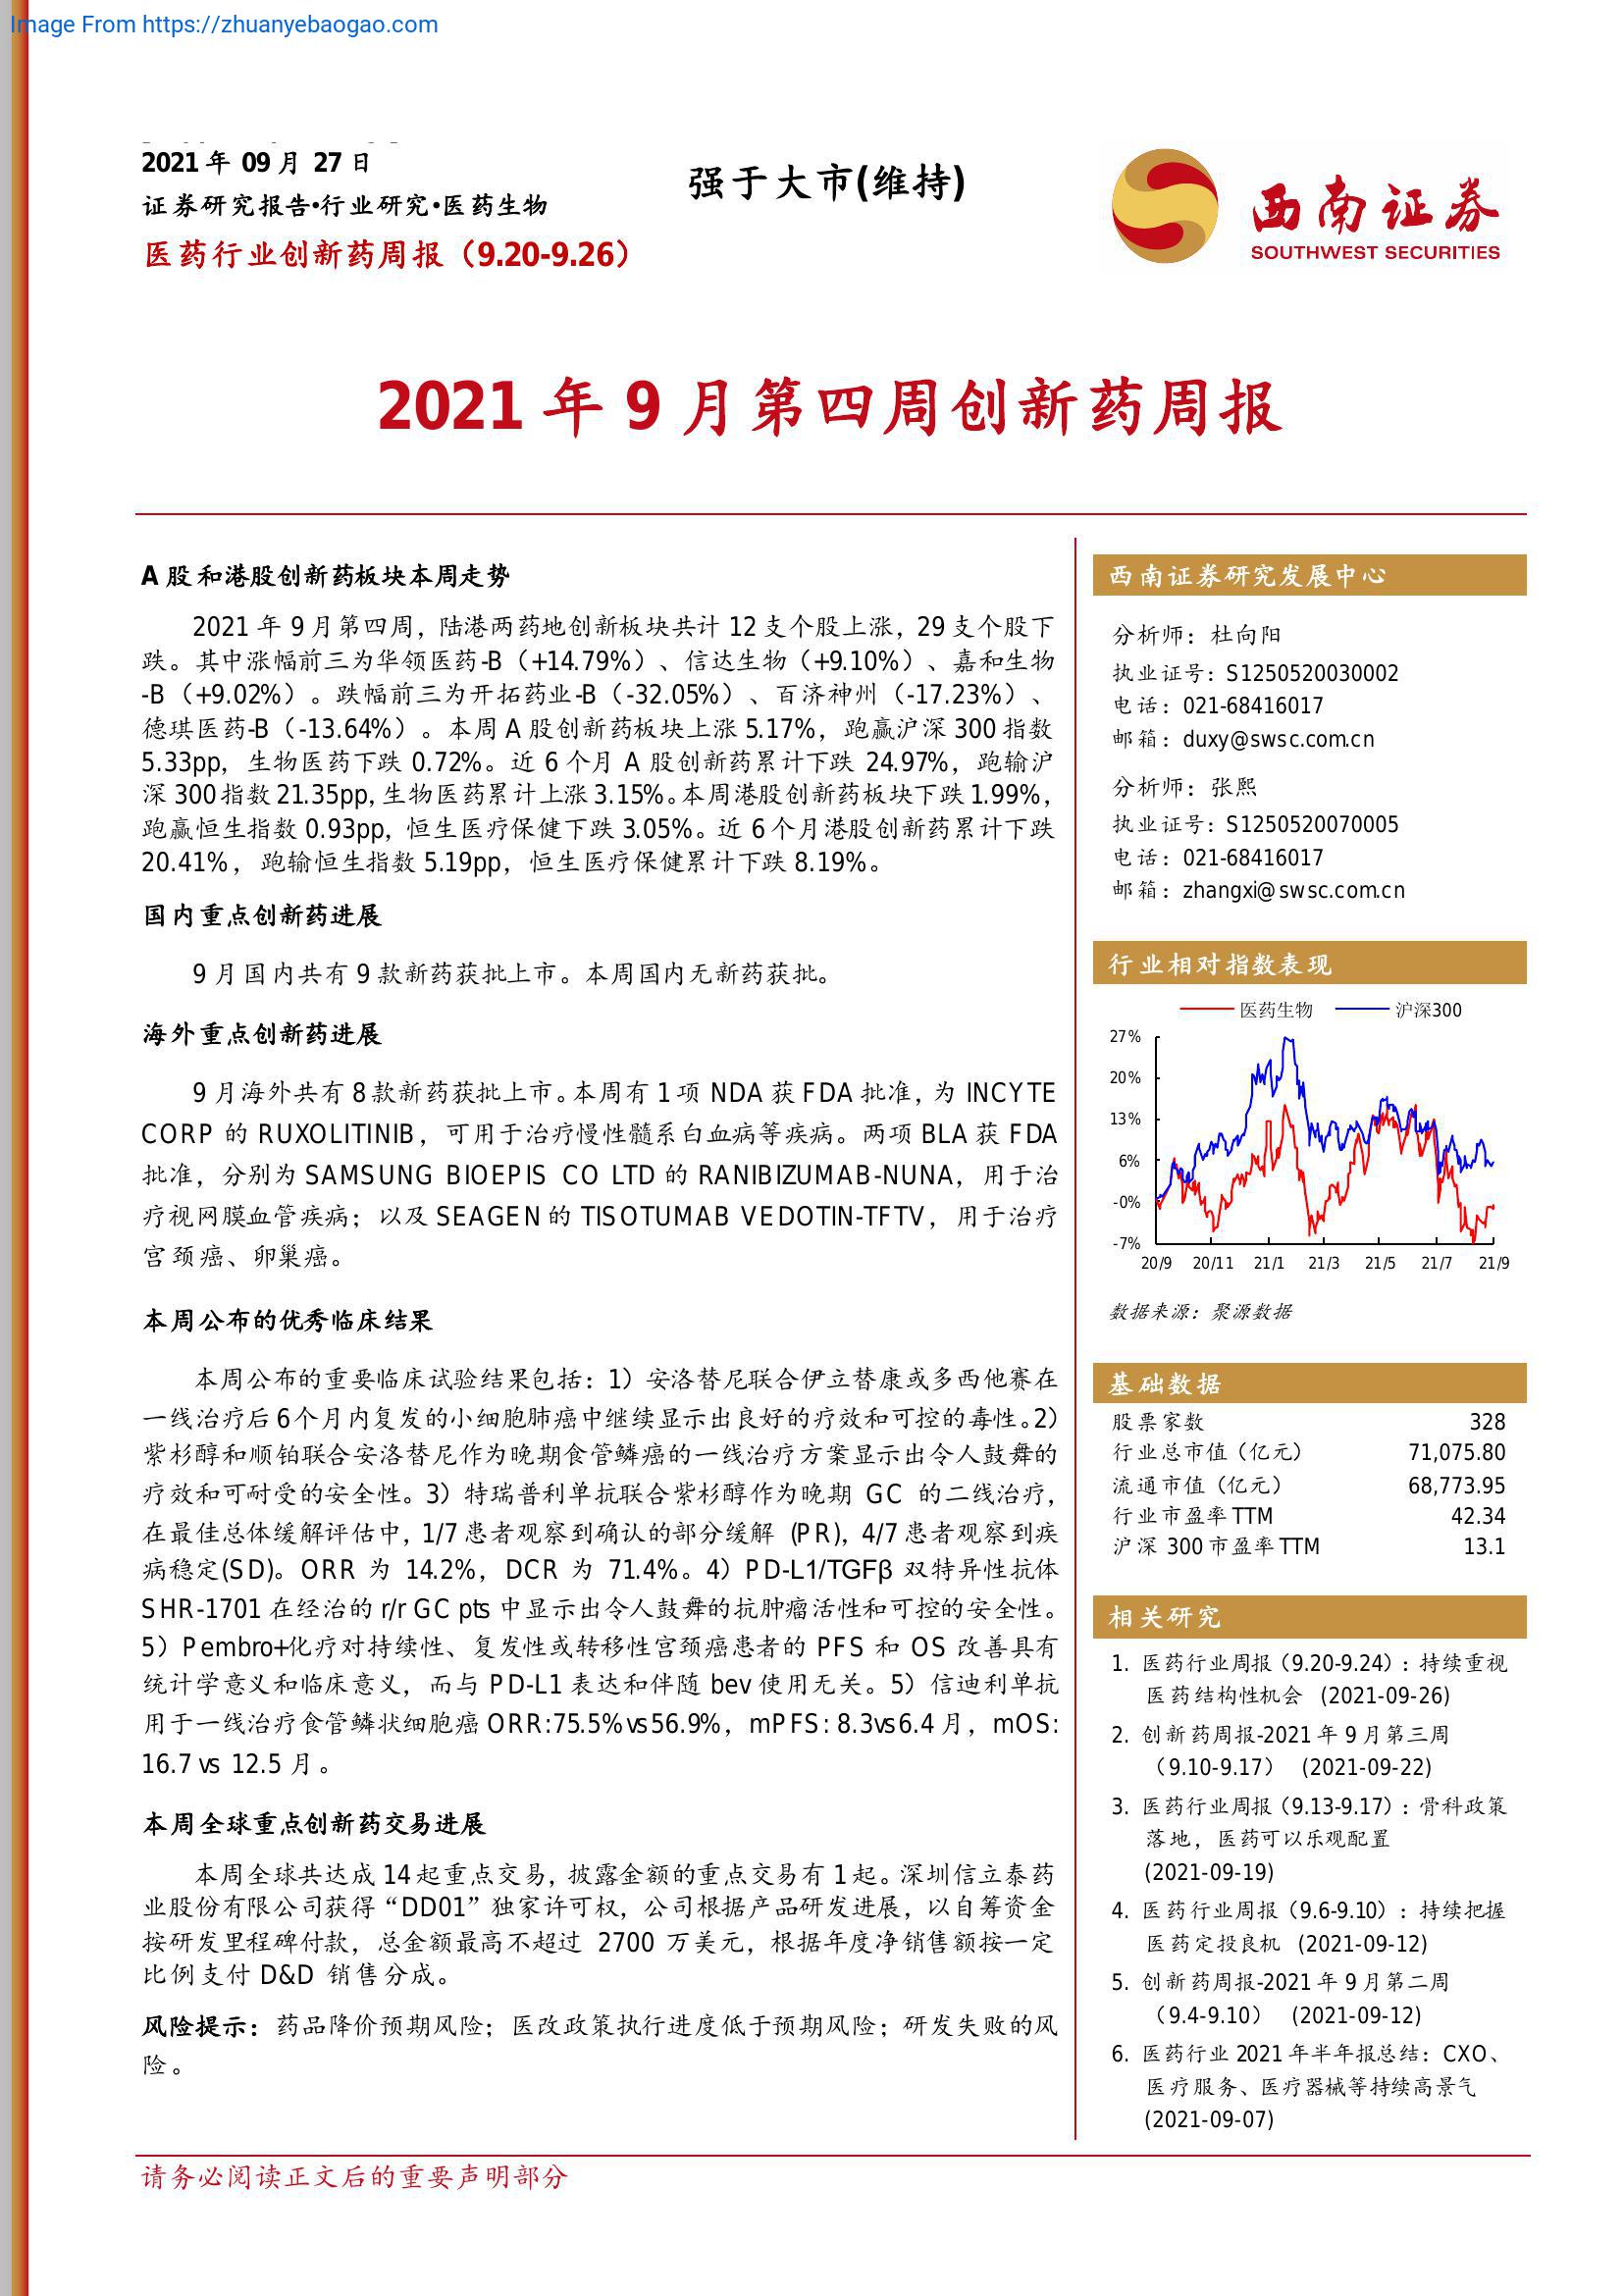 Image From https://zhuanyebaogao.com
2021 年 09 月 27 日
证券研究报告•行业研究•医药生物
医药行业创新药周报（9.20-9.26）
强于大市(维持)
西南证券
SOUTHWEST SECURITIES
2021 年 9 月第四周创新药周报
A 股和港股创新药板块本周走势
2021 年 9 月第四周，陆港两药地创新板块共计 12 支个股上涨，29 支个股下
跌。其中涨幅前三为华领医药-B（+14.79%）、信达生物（+9.10%）、嘉和生物
-B（+9.02%）。跌幅前三为开拓药业-B（-32.05%）、百济神州（-17.23%）、
德琪医药-B（-13.64%）。本周 A 股创新药板块上涨 5.17%，跑赢沪深 300 指数
5.33pp，生物医药下跌 0.72%。近 6 个月 A 股创新药累计下跌 24.97%，跑输沪
深 300 指数 21.35pp，生物医药累计上涨 3.15%。本周港股创新药板块下跌 1.99%，
跑赢恒生指数 0.93pp，恒生医疗保健下跌 3.05%。近 6 个月港股创新药累计下跌
20.41%，跑输恒生指数 5.19pp，恒生医疗保健累计下跌 8.19%。
国内重点创新药进展
9 月国内共有 9 款新药获批上市。本周国内无新药获批。
海外重点创新药进展
9 月海外共有 8 款新药获批上市。本周有 1 项 NDA 获 FDA 批准，为 INCYTE
CORP 的 RUXOLITINIB，可用于治疗慢性髓系白血病等疾病。两项 BLA 获 FDA
批准，分别为 SAMSUNG BIOEPIS CO LTD 的 RANIBIZUMAB-NUNA，用于治
疗视网膜血管疾病；以及 SEAGEN 的 TISOTUMAB VEDOTIN-TFTV，用于治疗
宫颈癌、卵巢癌。
本周公布的优秀临床结果
本周公布的重要临床试验结果包括：1）安洛替尼联合伊立替康或多西他赛在
一线治疗后 6 个月内复发的小细胞肺癌中继续显示出良好的疗效和可控的毒性。2）
紫杉醇和顺铂联合安洛替尼作为晚期食管鳞癌的一线治疗方案显示出令人鼓舞的
疗效和可耐受的安全性。3）特瑞普利单抗联合紫杉醇作为晚期 GC 的二线治疗，
在最佳总体缓解评估中，1/7 患者观察到确认的部分缓解 (PR)，4/7 患者观察到疾
病稳定(SD)。ORR 为 14.2%，DCR 为 71.4%。4）PD-L1/TGFβ 双特异性抗体
SHR-1701 在经治的 r/r GC pts 中显示出令人鼓舞的抗肿瘤活性和可控的安全性。
5）Pembro+化疗对持续性、复发性或转移性宫颈癌患者的 PFS 和 OS 改善具有
统计学意义和临床意义，而与 PD-L1 表达和伴随 bev 使用无关。5）信迪利单抗
用于一线治疗食管鳞状细胞癌 ORR:75.5% vs 56.9%，mPFS: 8.3vs6.4 月，mOS:
16.7 vs 12.5 月。
本周全球重点创新药交易进展
本周全球共达成 14 起重点交易，披露金额的重点交易有 1 起。深圳信立泰药
业股份有限公司获得“DD01”独家许可权，公司根据产品研发进展，以自筹资金
按研发里程碑付款，总金额最高不超过 2700 万美元，根据年度净销售额按一定
比例支付 D&D 销售分成。
风险提示：药品降价预期风险；医改政策执行进度低于预期风险；研发失败的风
险。
西南证券研究发展中心
分析师：杜向阳
执业证号：S1250520030002
电话：021-68416017
邮箱：duxy@swsc.com.cn
分析师：张熙
执业证号：S1250520070005
电话：021-68416017
邮箱：zhangxi@swsc.com.cn
行业相对指数表现
医药生物 沪深300
27%
20%
13%
6%
-0%
-7%
20/9 20/11 21/1 21/3 21/5 21/7 21/9
数据来源：聚源数据
基础数据
股票家数 328
行业总市值（亿元） 71,075.80
流通市值（亿元） 68,773.95
行业市盈率 TTM 42.34
沪深 300 市盈率 TTM 13.1
相关研究
1. 医药行业周报（9.20-9.24）：持续重视
医药结构性机会 (2021-09-26)
2. 创新药周报-2021 年 9 月第三周
（9.10-9.17） (2021-09-22)
3. 医药行业周报（9.13-9.17）：骨科政策
落地，医药可以乐观配置
(2021-09-19)
4. 医药行业周报（9.6-9.10）：持续把握
医药定投良机 (2021-09-12)
5. 创新药周报-2021 年 9 月第二周
（9.4-9.10） (2021-09-12)
6. 医药行业 2021 年半年报总结：CXO、
医疗服务、医疗器械等持续高景气
(2021-09-07)
请务必阅读正文后的重要声明部分